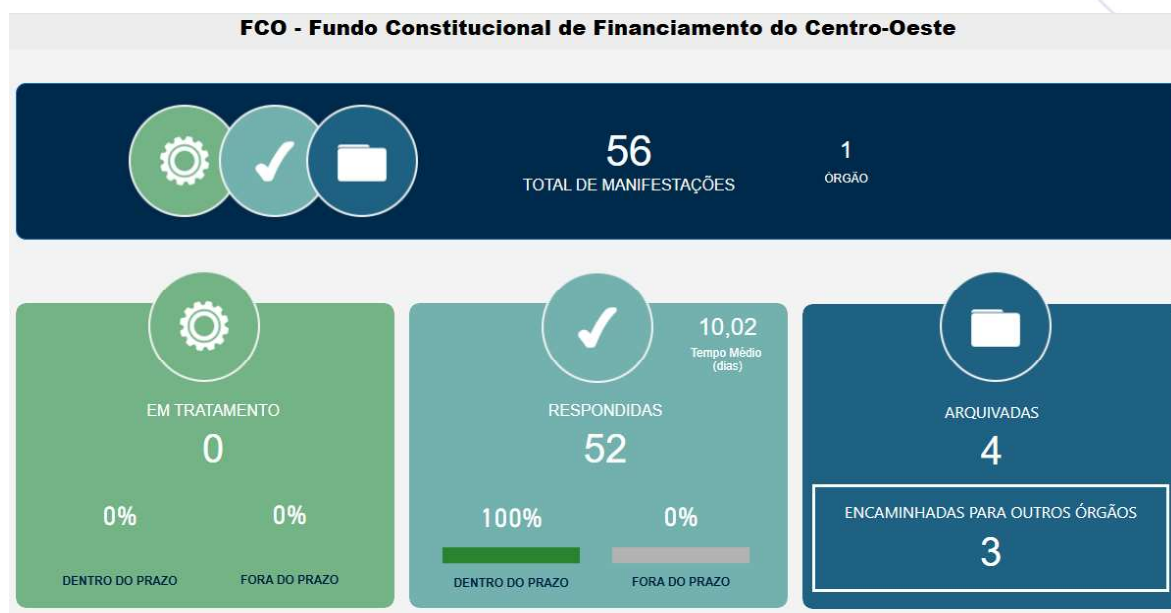 FCO - Fundo Constitucional de Financiamento do Centro-Oeste
56
TOTAL DE MANIFESTAÇÕES
1
ÓRGÃO
EM TRATAMENTO
0
0%
0%
DENTRO DO PRAZO
FORA DO PRAZO
10,02
Tempo Médio
(dias)
RESPONDIDAS
52
100%
0%
DENTRO DO PRAZO
FORA DO PRAZO
ARQUIVADAS
4
ENCAMINHADAS PARA OUTROS ÓRGÃOS
3